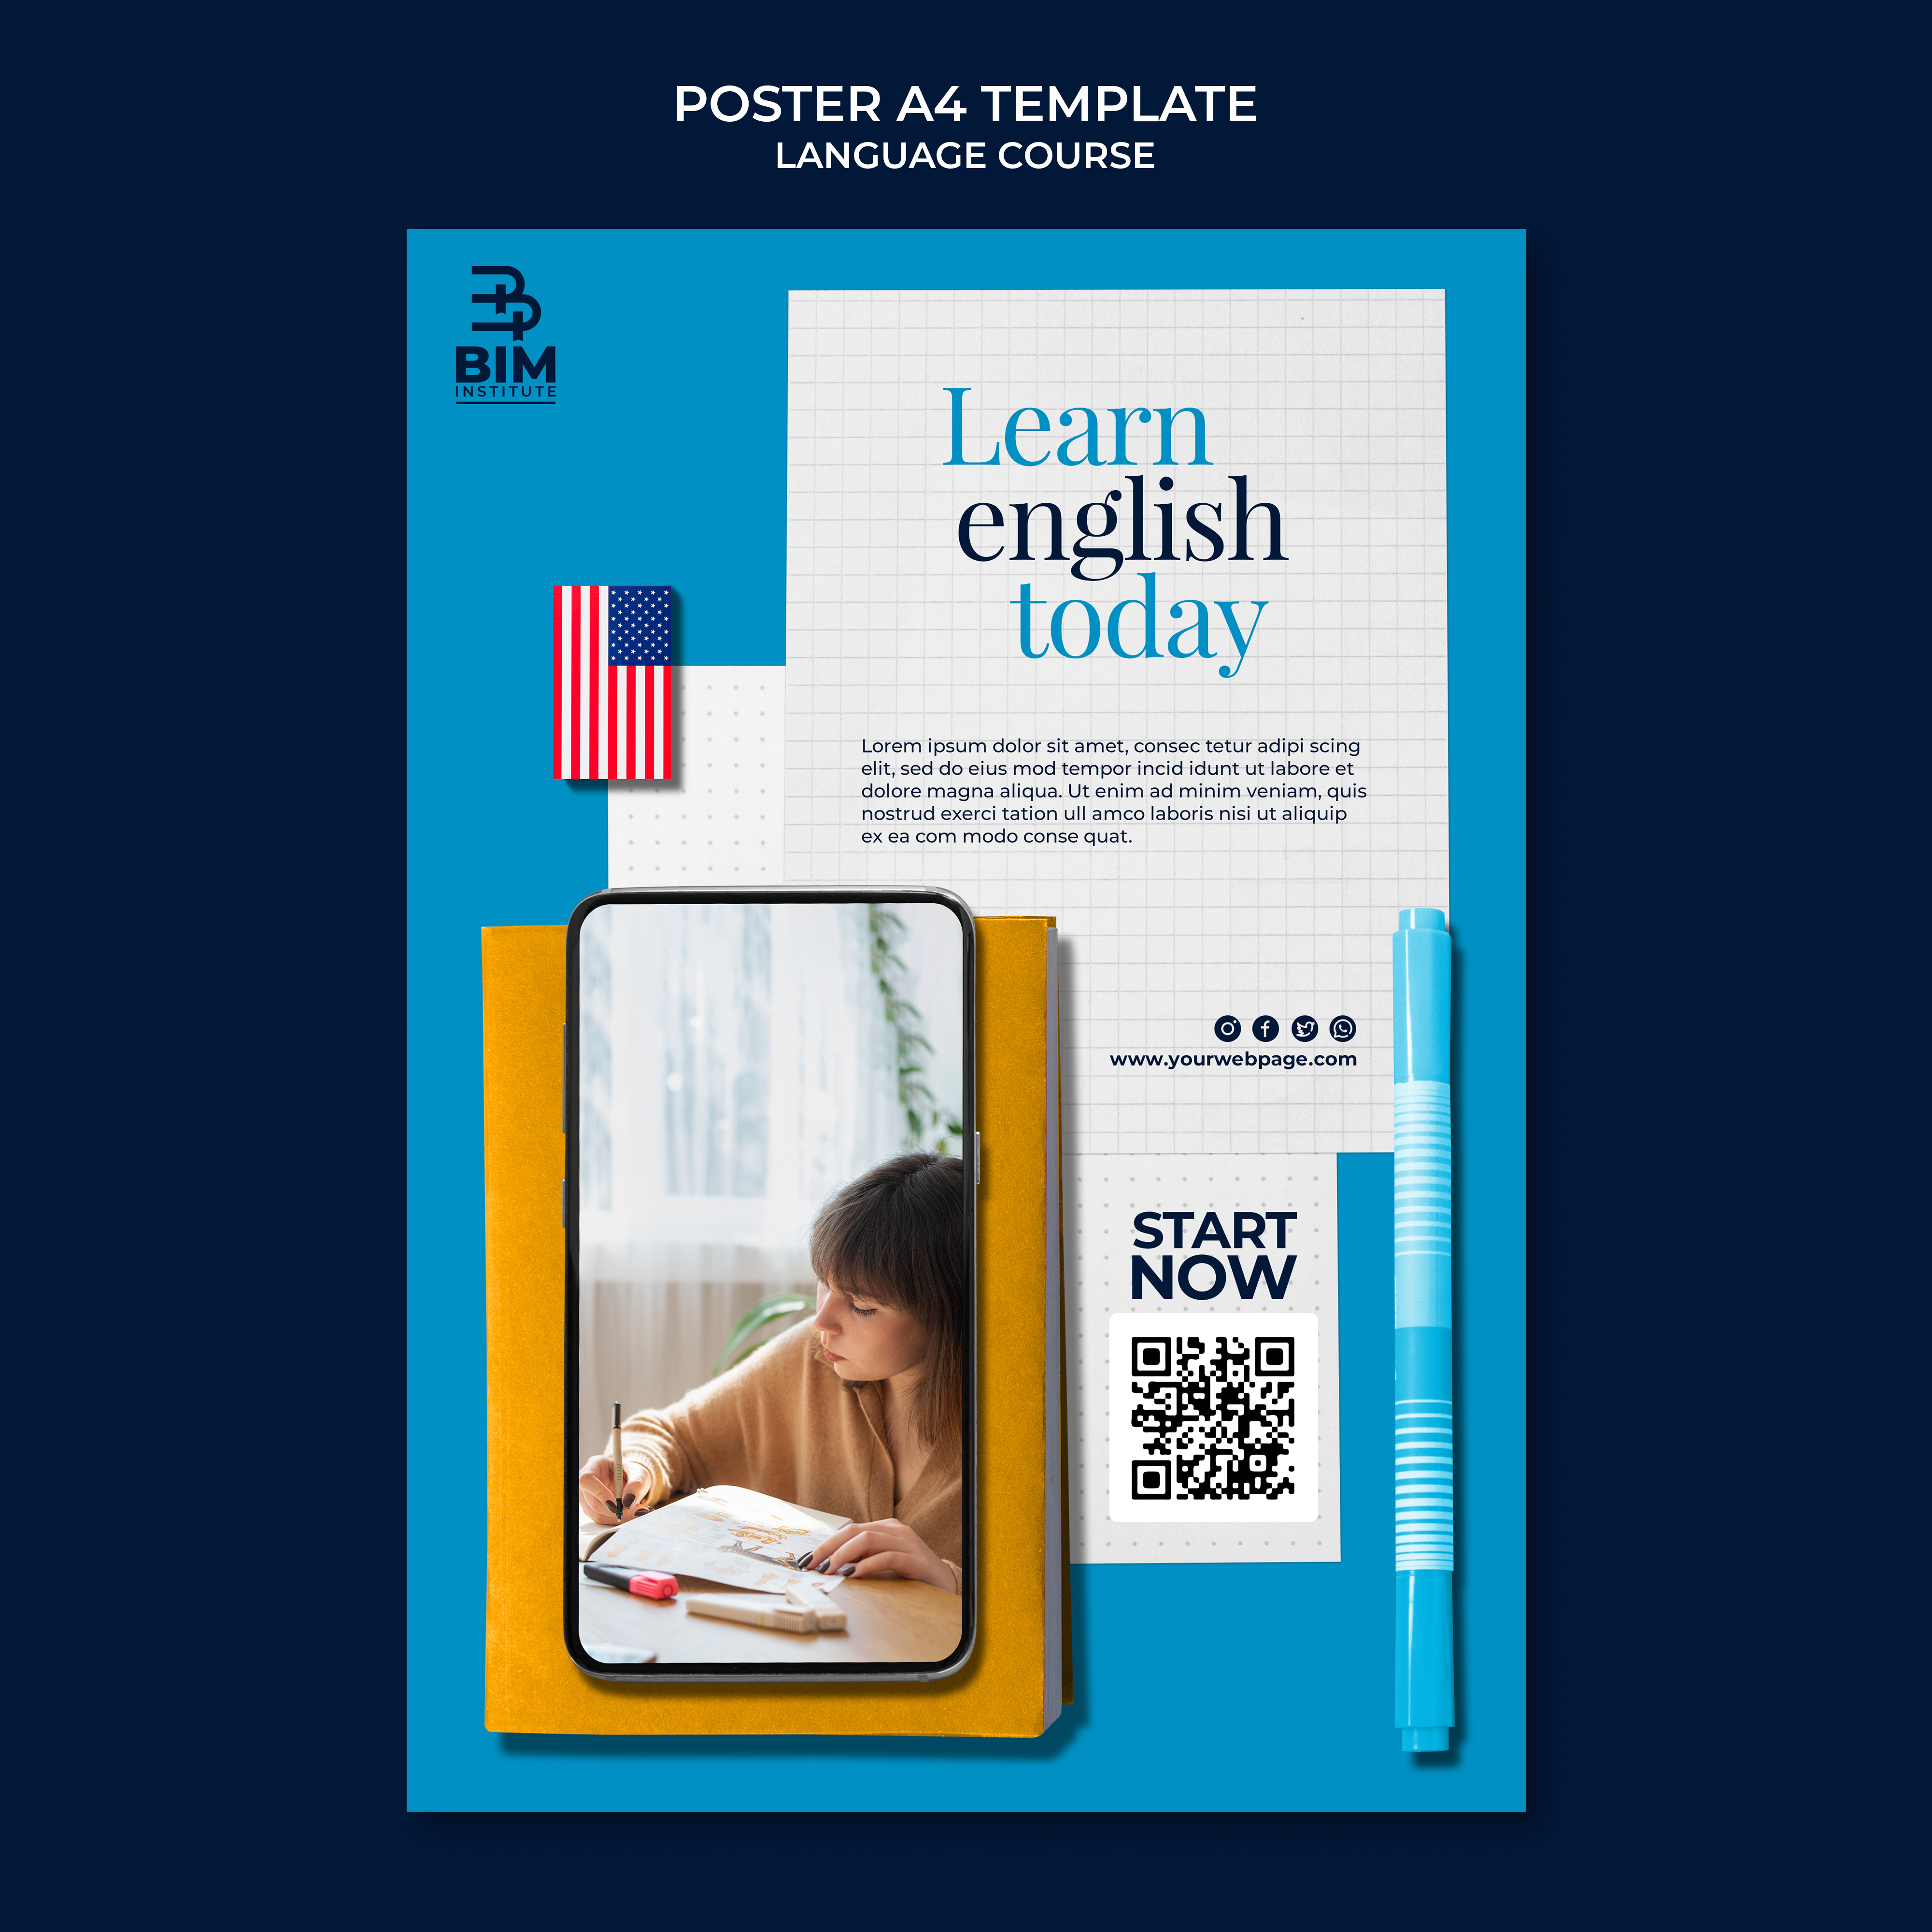 POSTER A4 TEMPLATE
LANGUAGE COURSE
BIM
INSTITUTE
Learn
english
today
Lorem ipsum dolor sit amet, consec tetur adipi scing
elit, sed do eius mod tempor incid idunt ut labore et
dolore magna aliqua. Ut enim ad minim veniam, quis
nostrud exerci tation ull amco laboris nisi ut aliquip
ex ea com modo conse quat.
www.yourwebpage.com
START
NOW